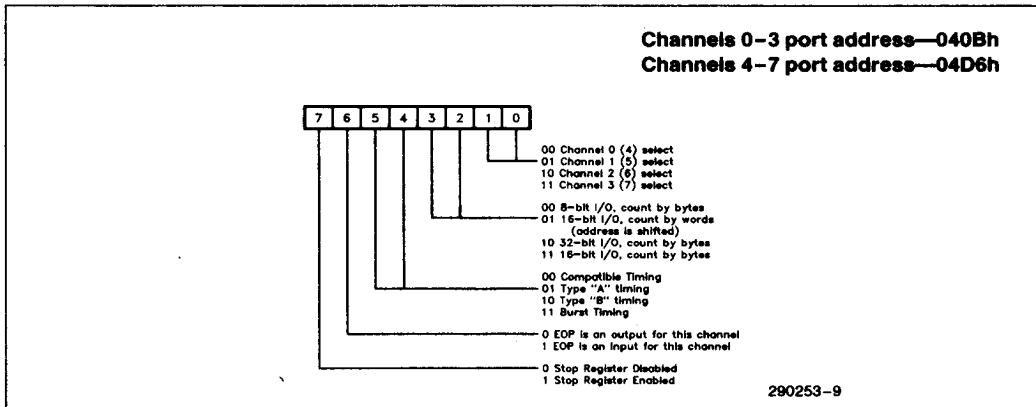 Channels 0–3 port address—040Bh
Channels 4–7 port address—04D6h
7 6 5 4 3 2 1 0
00 Channel 0 (4) select
01 Channel 1 (5) select
10 Channel 2 (6) select
11 Channel 3 (7) select
00 8-bit I/O, count by bytes
01 16-bit I/O, count by words
(address is shifted)
10 32-bit I/O, count by bytes
11 16-bit I/O, count by bytes
00 Compatible Timing
01 Type "A" timing
10 Type "B" timing
11 Burst Timing
0 EOP is an output for this channel
1 EOP is an input for this channel
0 Stop Register Disabled
1 Stop Register Enabled
290253–9